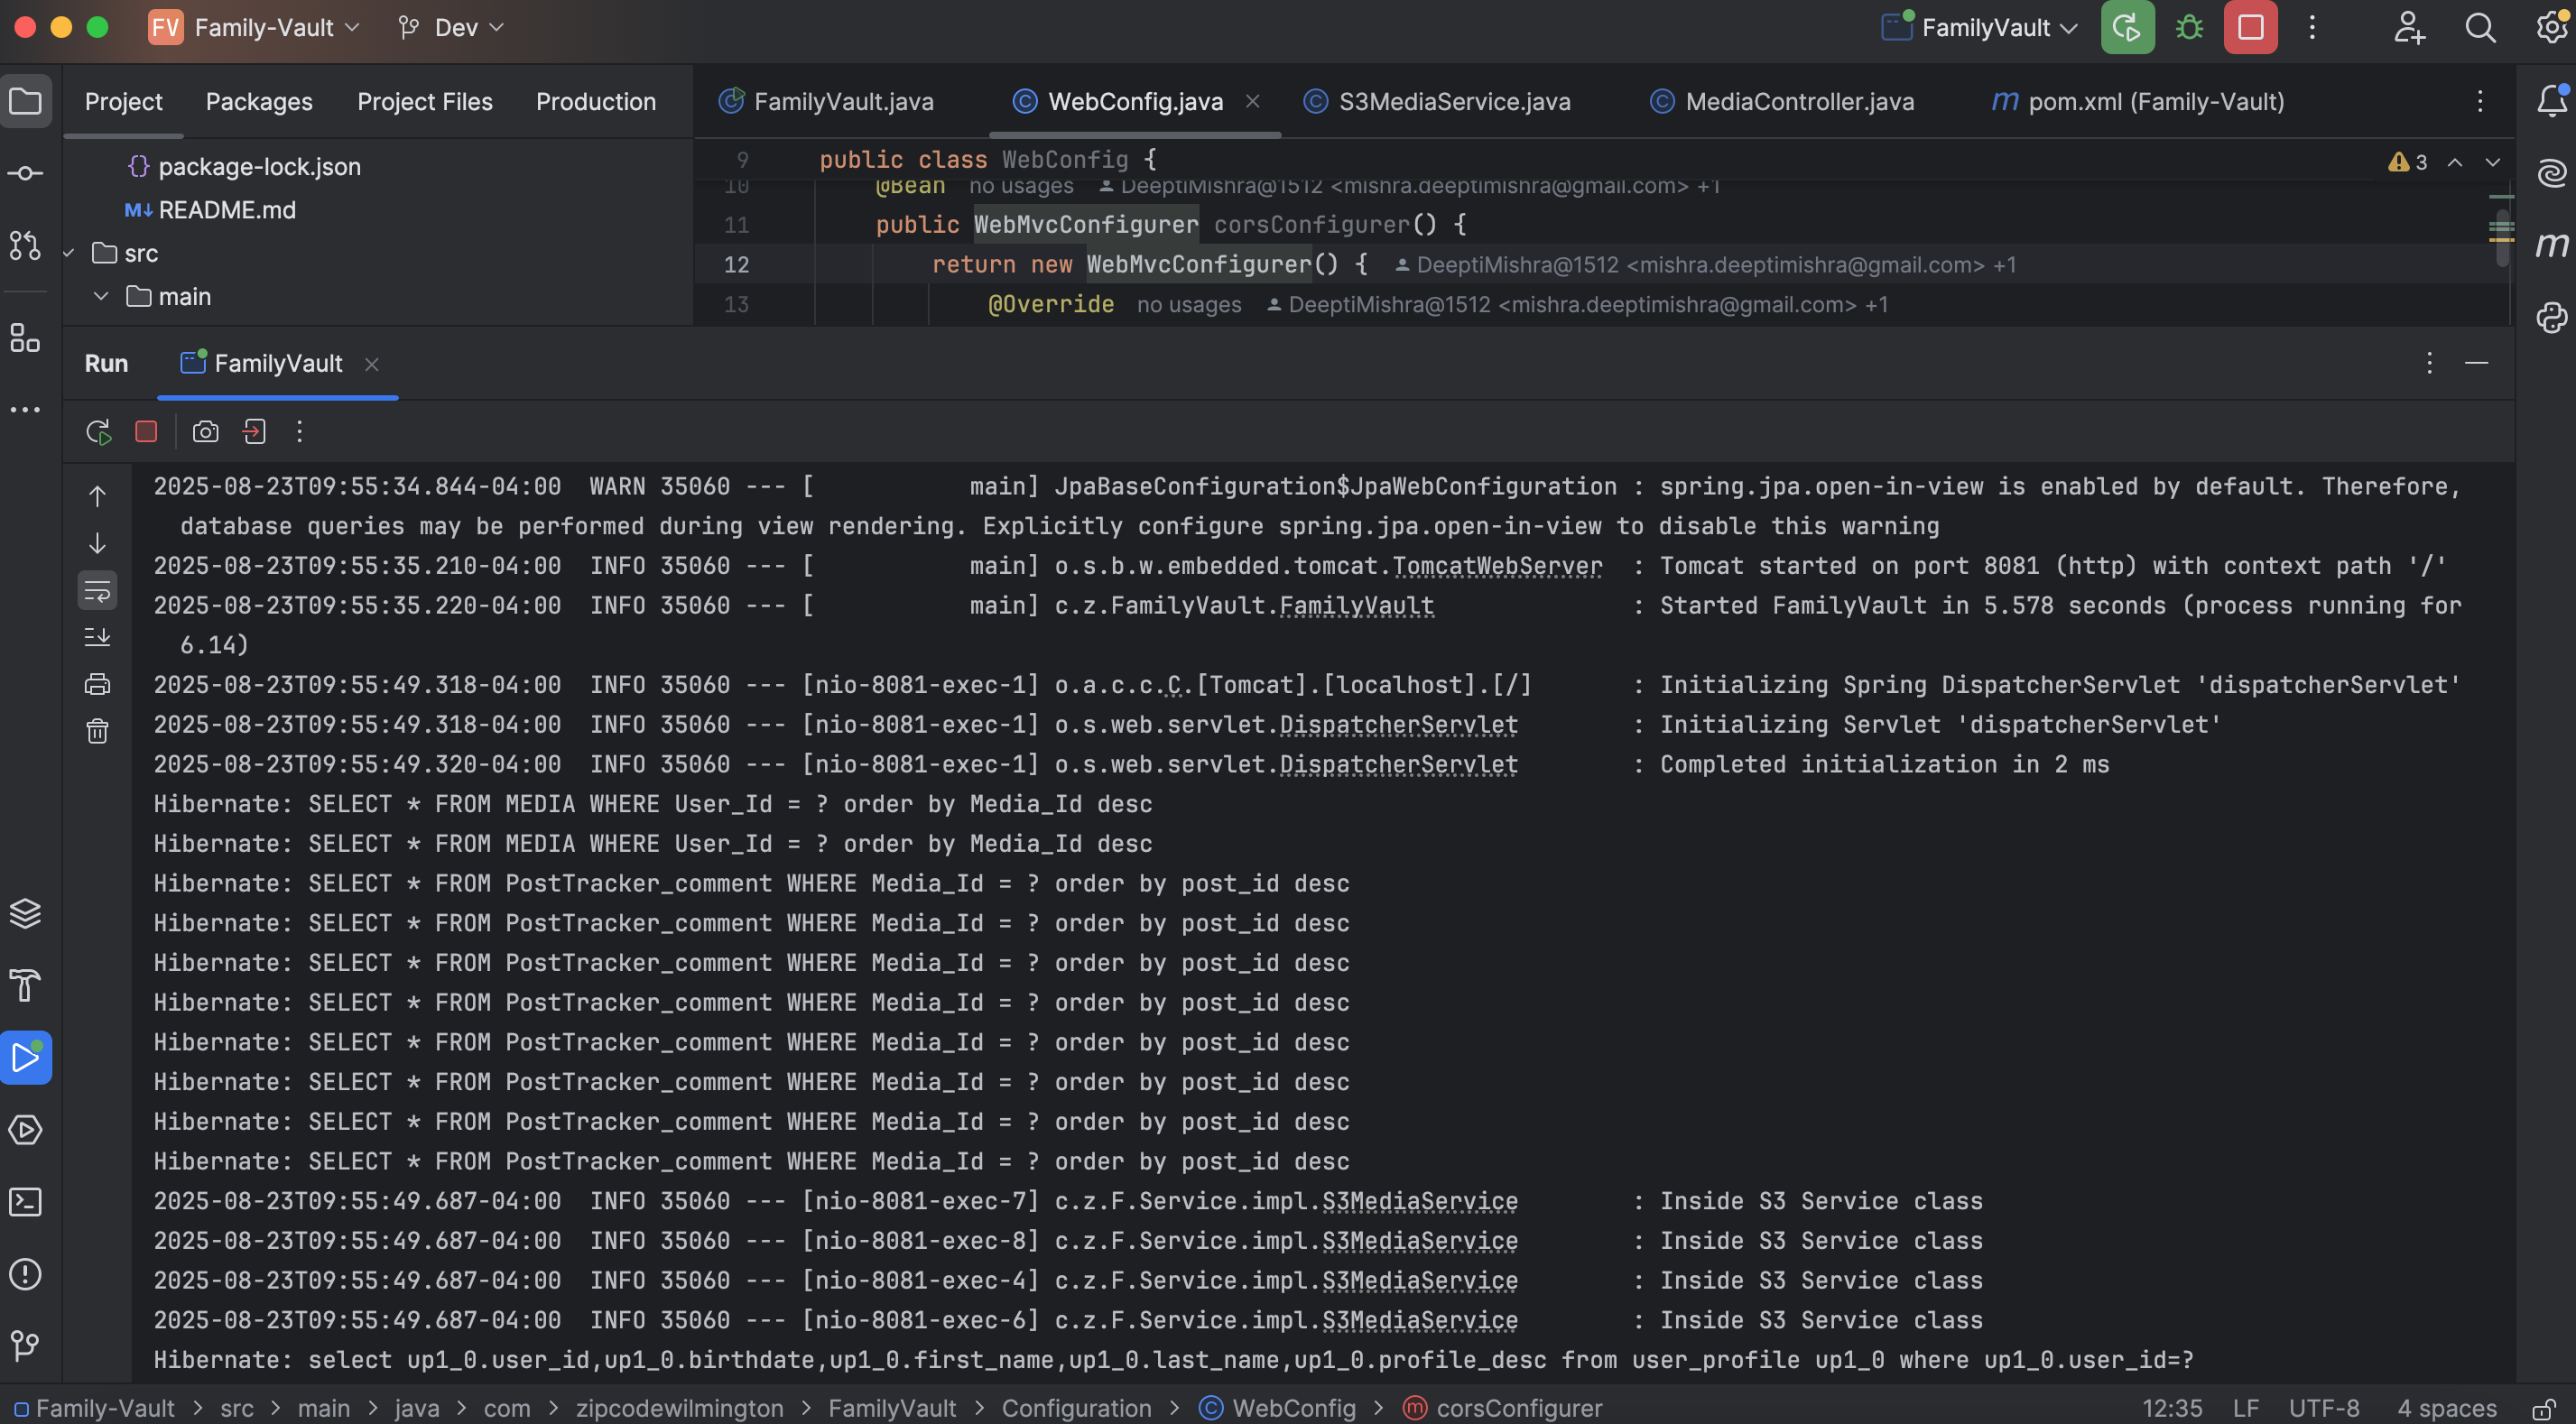 FV Family-Vault Dev FamilyVault
Project Packages Project Files Production
FamilyVault.java WebConfig.java S3MediaService.java MediaController.java m pom.xml (Family-Vault)
{} package-lock.json
M↓ README.md
src
main
9 public class WebConfig {
3
10 @Bean no usages DeeptiMishra@1512 <mishra.deeptimishra@gmail.com> +1
11 public WebMvcConfigurer corsConfigurer() {
12 return new WebMvcConfigurer() { DeeptiMishra@1512 <mishra.deeptimishra@gmail.com> +1
13 @Override no usages DeeptiMishra@1512 <mishra.deeptimishra@gmail.com> +1
Run FamilyVault
2025-08-23T09:55:34.844-04:00 WARN 35060 --- [ main] JpaBaseConfiguration$JpaWebConfiguration : spring.jpa.open-in-view is enabled by default. Therefore,
database queries may be performed during view rendering. Explicitly configure spring.jpa.open-in-view to disable this warning
2025-08-23T09:55:35.210-04:00 INFO 35060 --- [ main] o.s.b.w.embedded.tomcat.TomcatWebServer : Tomcat started on port 8081 (http) with context path '/'
2025-08-23T09:55:35.220-04:00 INFO 35060 --- [ main] c.z.FamilyVault.FamilyVault : Started FamilyVault in 5.578 seconds (process running for
6.14)
2025-08-23T09:55:49.318-04:00 INFO 35060 --- [nio-8081-exec-1] o.a.c.c.C.[Tomcat].[localhost].[/] : Initializing Spring DispatcherServlet 'dispatcherServlet'
2025-08-23T09:55:49.318-04:00 INFO 35060 --- [nio-8081-exec-1] o.s.web.servlet.DispatcherServlet : Initializing Servlet 'dispatcherServlet'
2025-08-23T09:55:49.320-04:00 INFO 35060 --- [nio-8081-exec-1] o.s.web.servlet.DispatcherServlet : Completed initialization in 2 ms
Hibernate: SELECT * FROM MEDIA WHERE User_Id = ? order by Media_Id desc
Hibernate: SELECT * FROM MEDIA WHERE User_Id = ? order by Media_Id desc
Hibernate: SELECT * FROM PostTracker_comment WHERE Media_Id = ? order by post_id desc
Hibernate: SELECT * FROM PostTracker_comment WHERE Media_Id = ? order by post_id desc
Hibernate: SELECT * FROM PostTracker_comment WHERE Media_Id = ? order by post_id desc
Hibernate: SELECT * FROM PostTracker_comment WHERE Media_Id = ? order by post_id desc
Hibernate: SELECT * FROM PostTracker_comment WHERE Media_Id = ? order by post_id desc
Hibernate: SELECT * FROM PostTracker_comment WHERE Media_Id = ? order by post_id desc
Hibernate: SELECT * FROM PostTracker_comment WHERE Media_Id = ? order by post_id desc
Hibernate: SELECT * FROM PostTracker_comment WHERE Media_Id = ? order by post_id desc
2025-08-23T09:55:49.687-04:00 INFO 35060 --- [nio-8081-exec-7] c.z.F.Service.impl.S3MediaService : Inside S3 Service class
2025-08-23T09:55:49.687-04:00 INFO 35060 --- [nio-8081-exec-8] c.z.F.Service.impl.S3MediaService : Inside S3 Service class
2025-08-23T09:55:49.687-04:00 INFO 35060 --- [nio-8081-exec-4] c.z.F.Service.impl.S3MediaService : Inside S3 Service class
2025-08-23T09:55:49.687-04:00 INFO 35060 --- [nio-8081-exec-6] c.z.F.Service.impl.S3MediaService : Inside S3 Service class
Hibernate: select up1_0.user_id,up1_0.birthdate,up1_0.first_name,up1_0.last_name,up1_0.profile_desc from user_profile up1_0 where up1_0.user_id=?
Family-Vault > src > main > java > com > zipcodewilmington > FamilyVault > Configuration > WebConfig > corsConfigurer 12:35 LF UTF-8 4 spaces